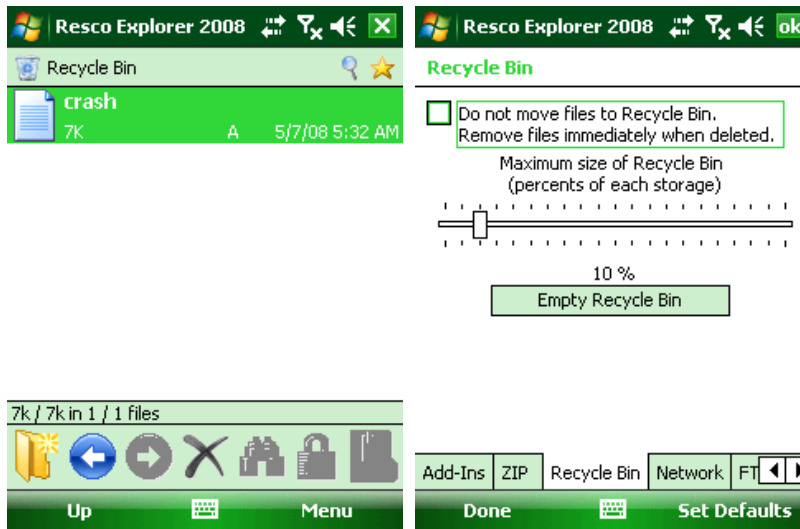 Resco Explorer 2008
Recycle Bin
crash
7K A 5/7/08 5:32 AM
7k / 7k in 1 / 1 files
Up Menu
Resco Explorer 2008 ok
Recycle Bin
Do not move files to Recycle Bin.
Remove files immediately when deleted.
Maximum size of Recycle Bin
(percents of each storage)
10 %
Empty Recycle Bin
Add-Ins ZIP Recycle Bin Network FT
Done Set Defaults